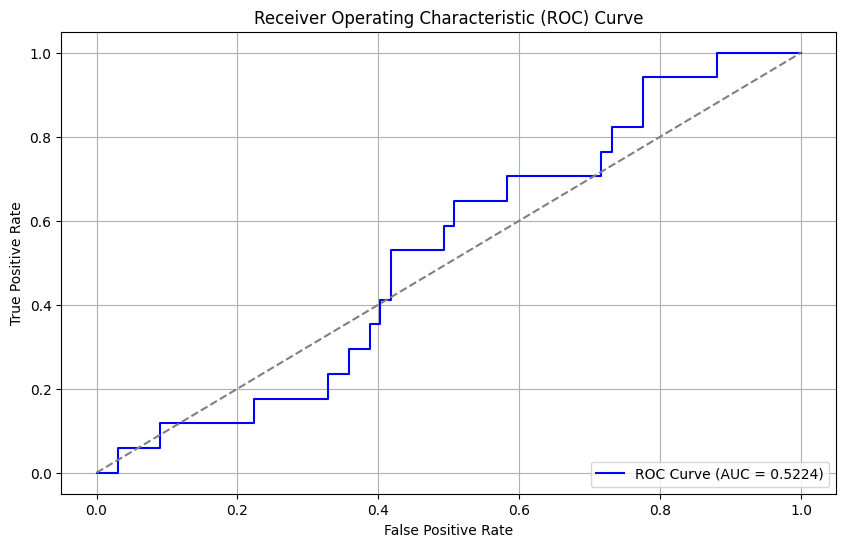 Receiver Operating Characteristic (ROC) Curve
1.0
0.8
0.6
0.4
0.2
0.0
True Positive Rate
ROC Curve (AUC = 0.5224)
0.0 0.2 0.4 0.6 0.8 1.0
False Positive Rate